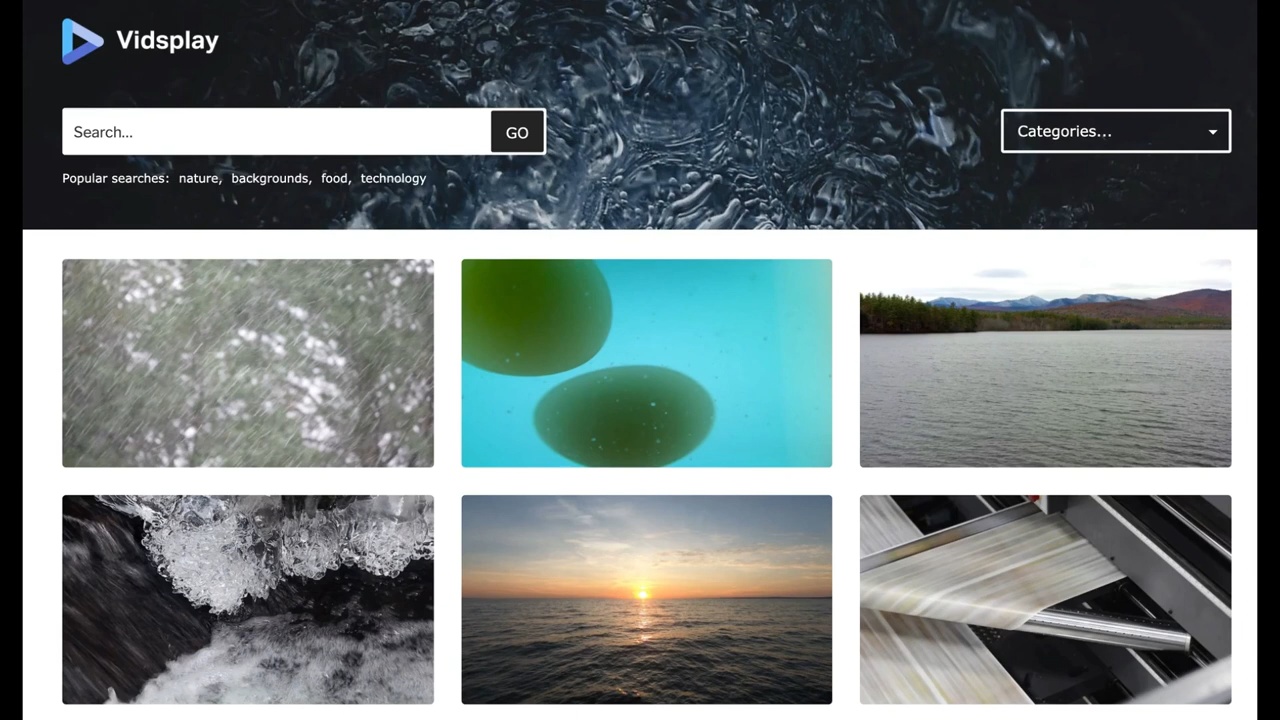 Vidsplay
Search...
GO
Categories...
Popular searches: nature, backgrounds, food, technology